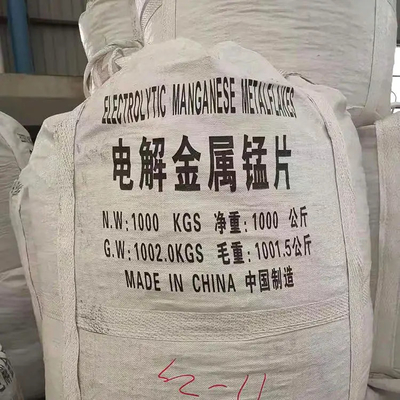 ELECTROLYTIC MANGANESE METALFLAKES
电解金属锰片
N.W:1000 KGS 净重:1000 公斤
G.W:1002.0KGS 毛重:1001.5公斤
MADE IN CHINA 中国制造